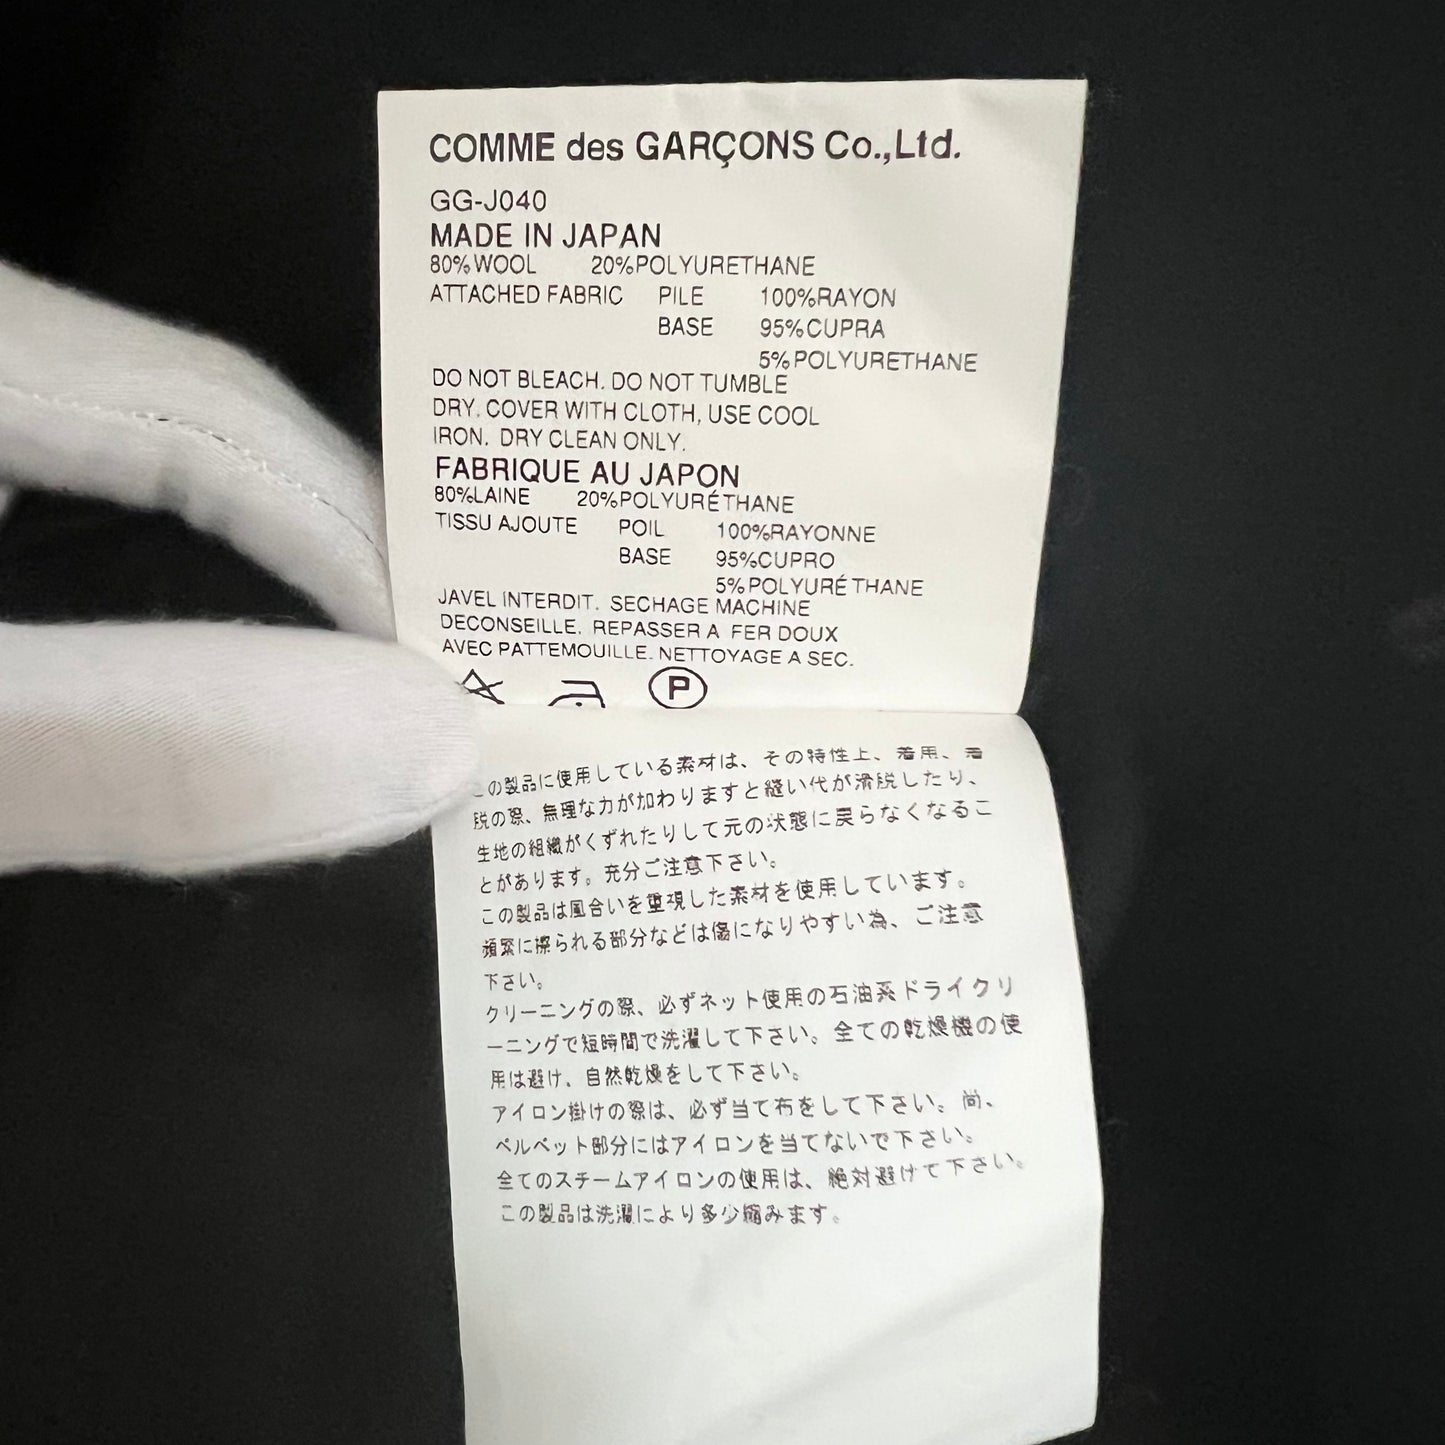 COMME des GARÇONS Co.,Ltd.
GG-J040
MADE IN JAPAN
80%WOOL 20%POLYURETHANE
ATTACHED FABRIC PILE 100%RAYON
BASE 95%CUPRA
5%POLYURETHANE
DO NOT BLEACH. DO NOT TUMBLE
DRY. COVER WITH CLOTH, USE COOL
IRON. DRY CLEAN ONLY.
FABRIQUE AU JAPON
80%LAINE 20%POLYURÉTHANE
TISSU AJOUTE POIL 100%RAYONNE
BASE 95%CUPRO
5%POLYURÉTHANE
JAVEL INTERDIT. SECHAGE MACHINE
DECONSEILLE. REPASSER A FER DOUX
AVEC PATTEMOUILLE. NETTOYAGE A SEC.
P
この製品に使用している素材は、その特性上、着用、着
脱の際、無理な力が加わりますと縫い代が滑脱したり、
生地の組織がくずれたりして元の状態に戻らなくなるこ
とがあります。充分ご注意下さい。
この製品は風合いを重視した素材を使用しています。
頻繁に擦られる部分などは傷になりやすい為、ご注意
下さい。
クリーニングの際、必ずネット使用の石油系ドライクリ
ーニングで短時間で洗濯して下さい。全ての乾燥機の使
用は避け、自然乾燥をして下さい。
アイロン掛けの際は、必ず当て布をして下さい。尚、
ベルベット部分にはアイロンを当てないで下さい。
全てのスチームアイロンの使用は、絶対避けて下さい。
この製品は洗濯により多少縮みます。